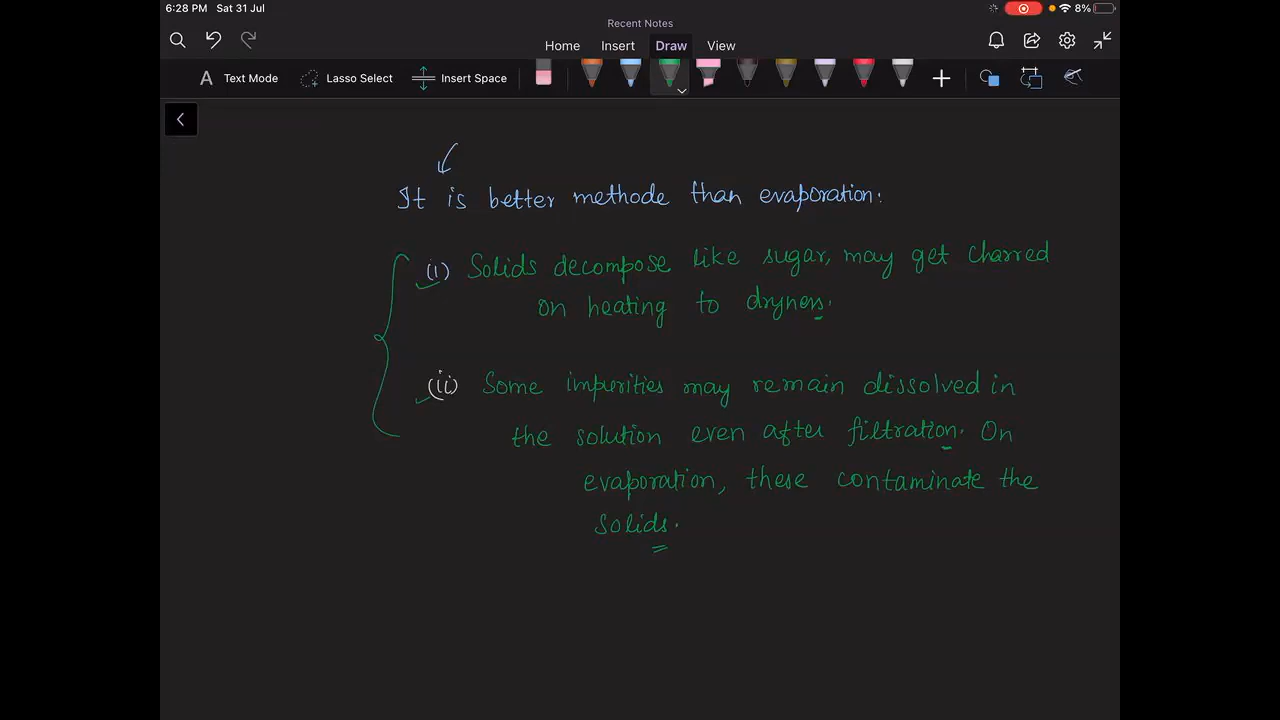 6:28 PM Sat 31 Jul
8%
Recent Notes
Home Insert Draw View
A Text Mode Lasso Select Insert Space
It is better methode than evaporation.
(i) Solids decompose like sugar, may get charred
on heating to dryness.
(ii) Some impurities may remain dissolved in
the solution even after filtration. On
evaporation, these contaminate the
solids.